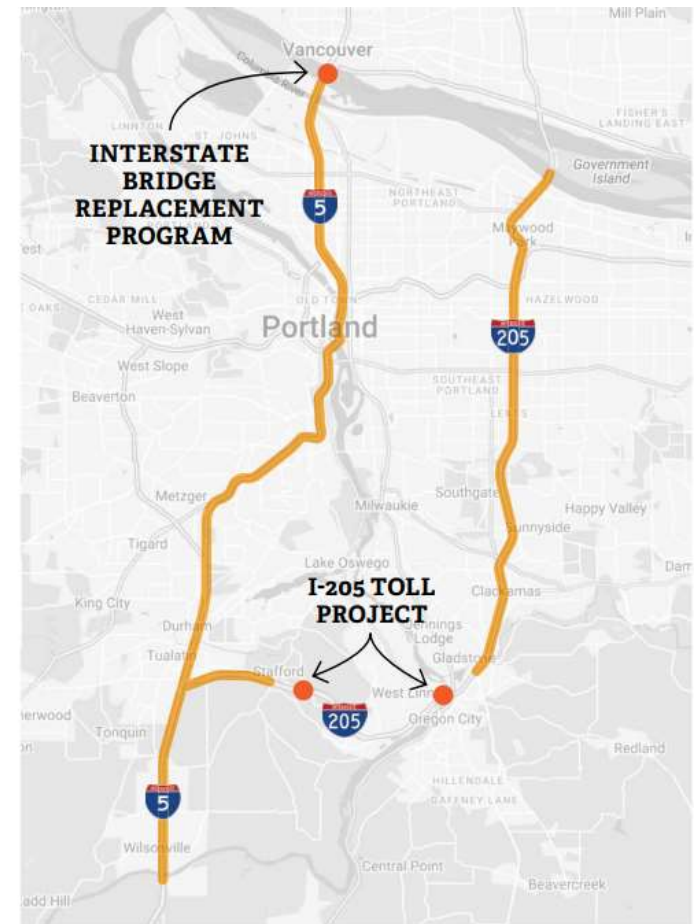 Mill Plain
Vancouver
Columbia River
FISHER'S
LANDING EAST
LINNTON
ST. JOHNS
INTERSTATE
BRIDGE
REPLACEMENT
PROGRAM
Government
Island
5
NORTHEAST
PORTLAND
Maywood
Park
CEDAR MILL
OLD TOWN
HAZELWOOD
OAKS
West
Haven-Sylvan
Portland
205
West Slope
SOUTHEAST
PORTLAND
Beaverton
LENTS
Metzger
Southgate
Milwaukie
Happy Valley
Sunnyside
Tigard
Lake Oswego
I-205 TOLL
PROJECT
King City
Clackamas
Durham
Jennings
Lodge
Tualatin
Gladstone
Stafford
West Linn
205
Oregon City
erwood
Tonquin
Redland
5
HILLENDALE
GAFFNEY LANE
Wilsonville
Central Point
Beavercreek
add Hill